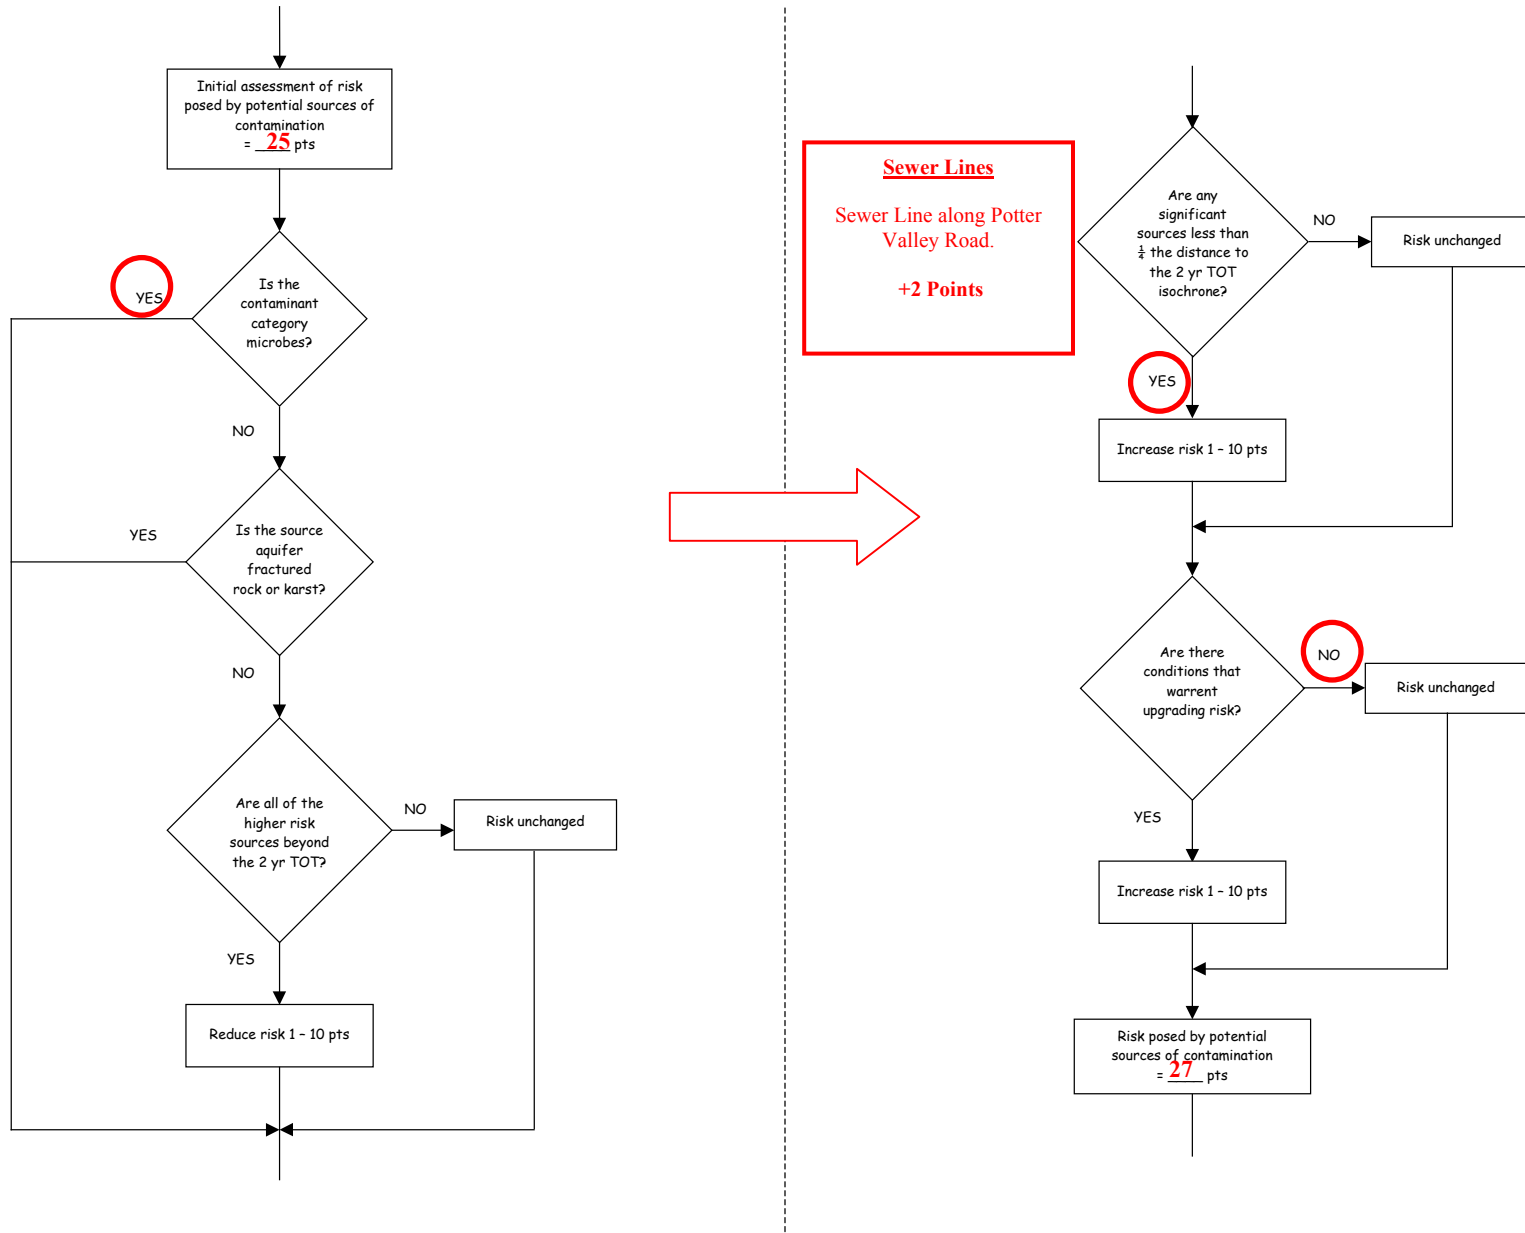 Initial assessment of risk
posed by potential sources of
contamination
= 25 pts
Is the
contaminant
category
microbes?
YES
NO
Is the source
aquifer
fractured
rock or karst?
YES
NO
Are all of the
higher risk
sources beyond
the 2 yr TOT?
NO
Risk unchanged
YES
Reduce risk 1 – 10 pts
Sewer Lines
Sewer Line along Potter
Valley Road.
+2 Points
Are any
significant
sources less than
¼ the distance to
the 2 yr TOT
isochrone?
NO
Risk unchanged
YES
Increase risk 1 – 10 pts
Are there
conditions that
warrent
upgrading risk?
NO
Risk unchanged
YES
Increase risk 1 – 10 pts
Risk posed by potential
sources of contamination
= 27 pts